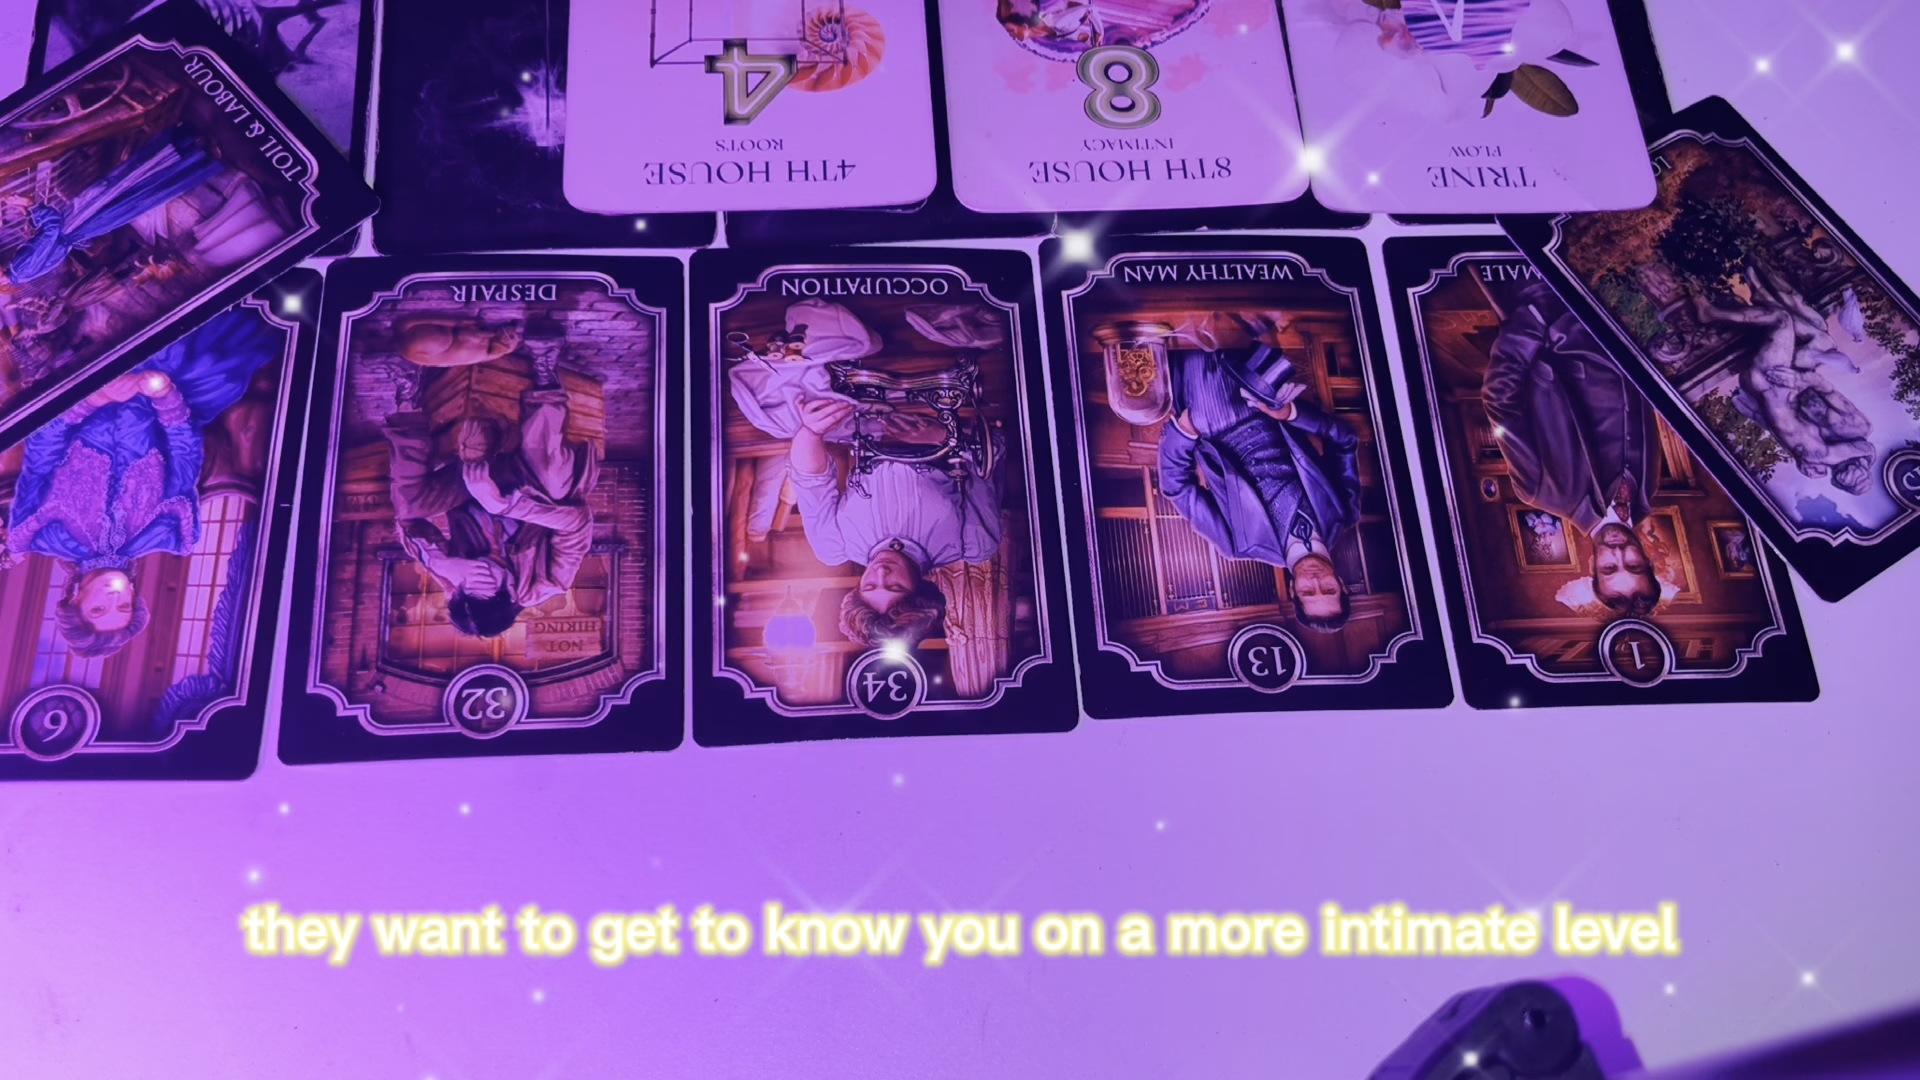 4
ROOTS
4TH HOUSE
8
INTIMACY
8TH HOUSE
FLOW
TRINE
TOIL & LABOUR
DESPAIR
NOT
HIRING
32
OCCUPATION
34
WEALTHY MAN
13
MALE
1
6
they want to get to know you on a more intimate level